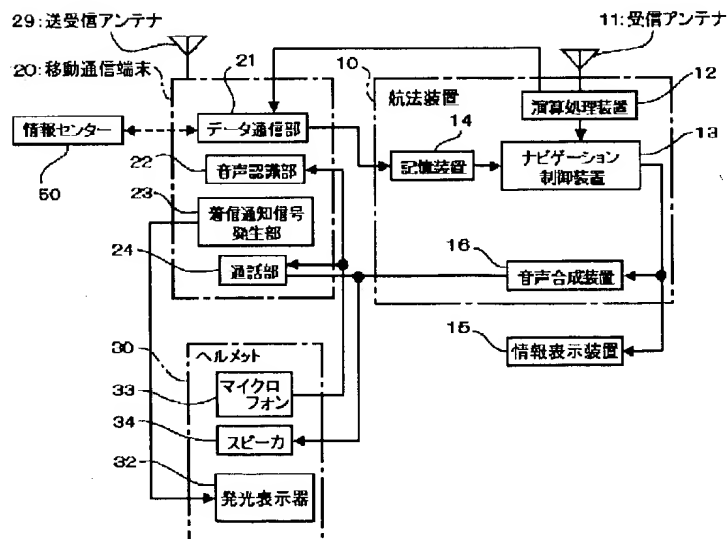 29:送受信アンテナ
11:受信アンテナ
20:移動通信端末
21
10
航法装置
12
演算処理装置
情報センター
50
データ通信部
14
記憶装置
13
ナビゲーション
制御装置
22
音声認識部
23
着信通知信号
発生部
24
通話部
16
音声合成装置
15
情報表示装置
30
ヘルメット
33
マイクロ
フォン
34
スピーカ
32
発光表示器